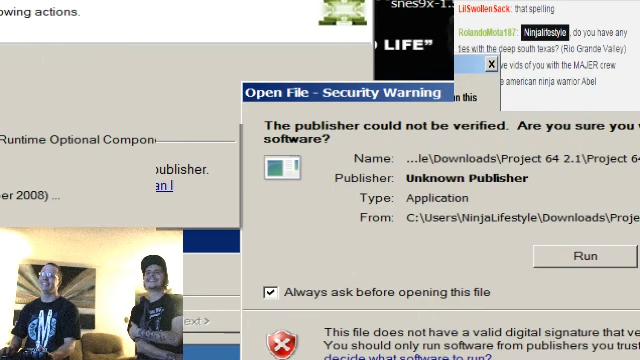 owing actions.
snes9x-1.5
O LIFE”
LilSwollenSack: that spelling
RolandoMota187: Ninjalifestyle, do you have any
ties with the deep south texas? (Rio Grande Valley)
ve vids of you with the MAJER crew
e american ninja warrior Abel
n this
Open File - Security Warning
The publisher could not be verified. Are you sure you
software?
Name: ...le\Downloads\Project 64 2.1\Project 64
Publisher: Unknown Publisher
Type: Application
From: C:\Users\NinjaLifestyle\Downloads\Proje
Run
Always ask before opening this file
This file does not have a valid digital signature that ve
You should only run software from publishers you trus
decide what software to run?
Runtime Optional Compon
publisher.
an I
er 2008) ...
ext >